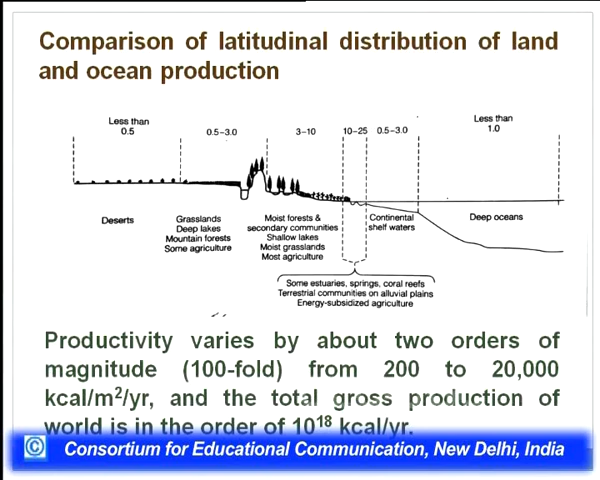 Comparison of latitudinal distribution of land
and ocean production
Less than
0.5
0.5-3.0
3-10
10-25
0.5-3.0
Less than
1.0
Deserts
Grasslands
Deep lakes
Mountain forests
Some agriculture
Moist forests &
secondary communities
Shallow lakes
Moist grasslands
Most agriculture
Continental
shelf waters
Deep oceans
Some estuaries, springs, coral reefs
Terrestrial communities on alluvial plains
Energy-subsidized agriculture
Productivity varies by about two orders of
magnitude (100-fold) from 200 to 20,000
kcal/m²/yr, and the total gross production of
world is in the order of 10¹⁸ kcal/yr.
© Consortium for Educational Communication, New Delhi, India